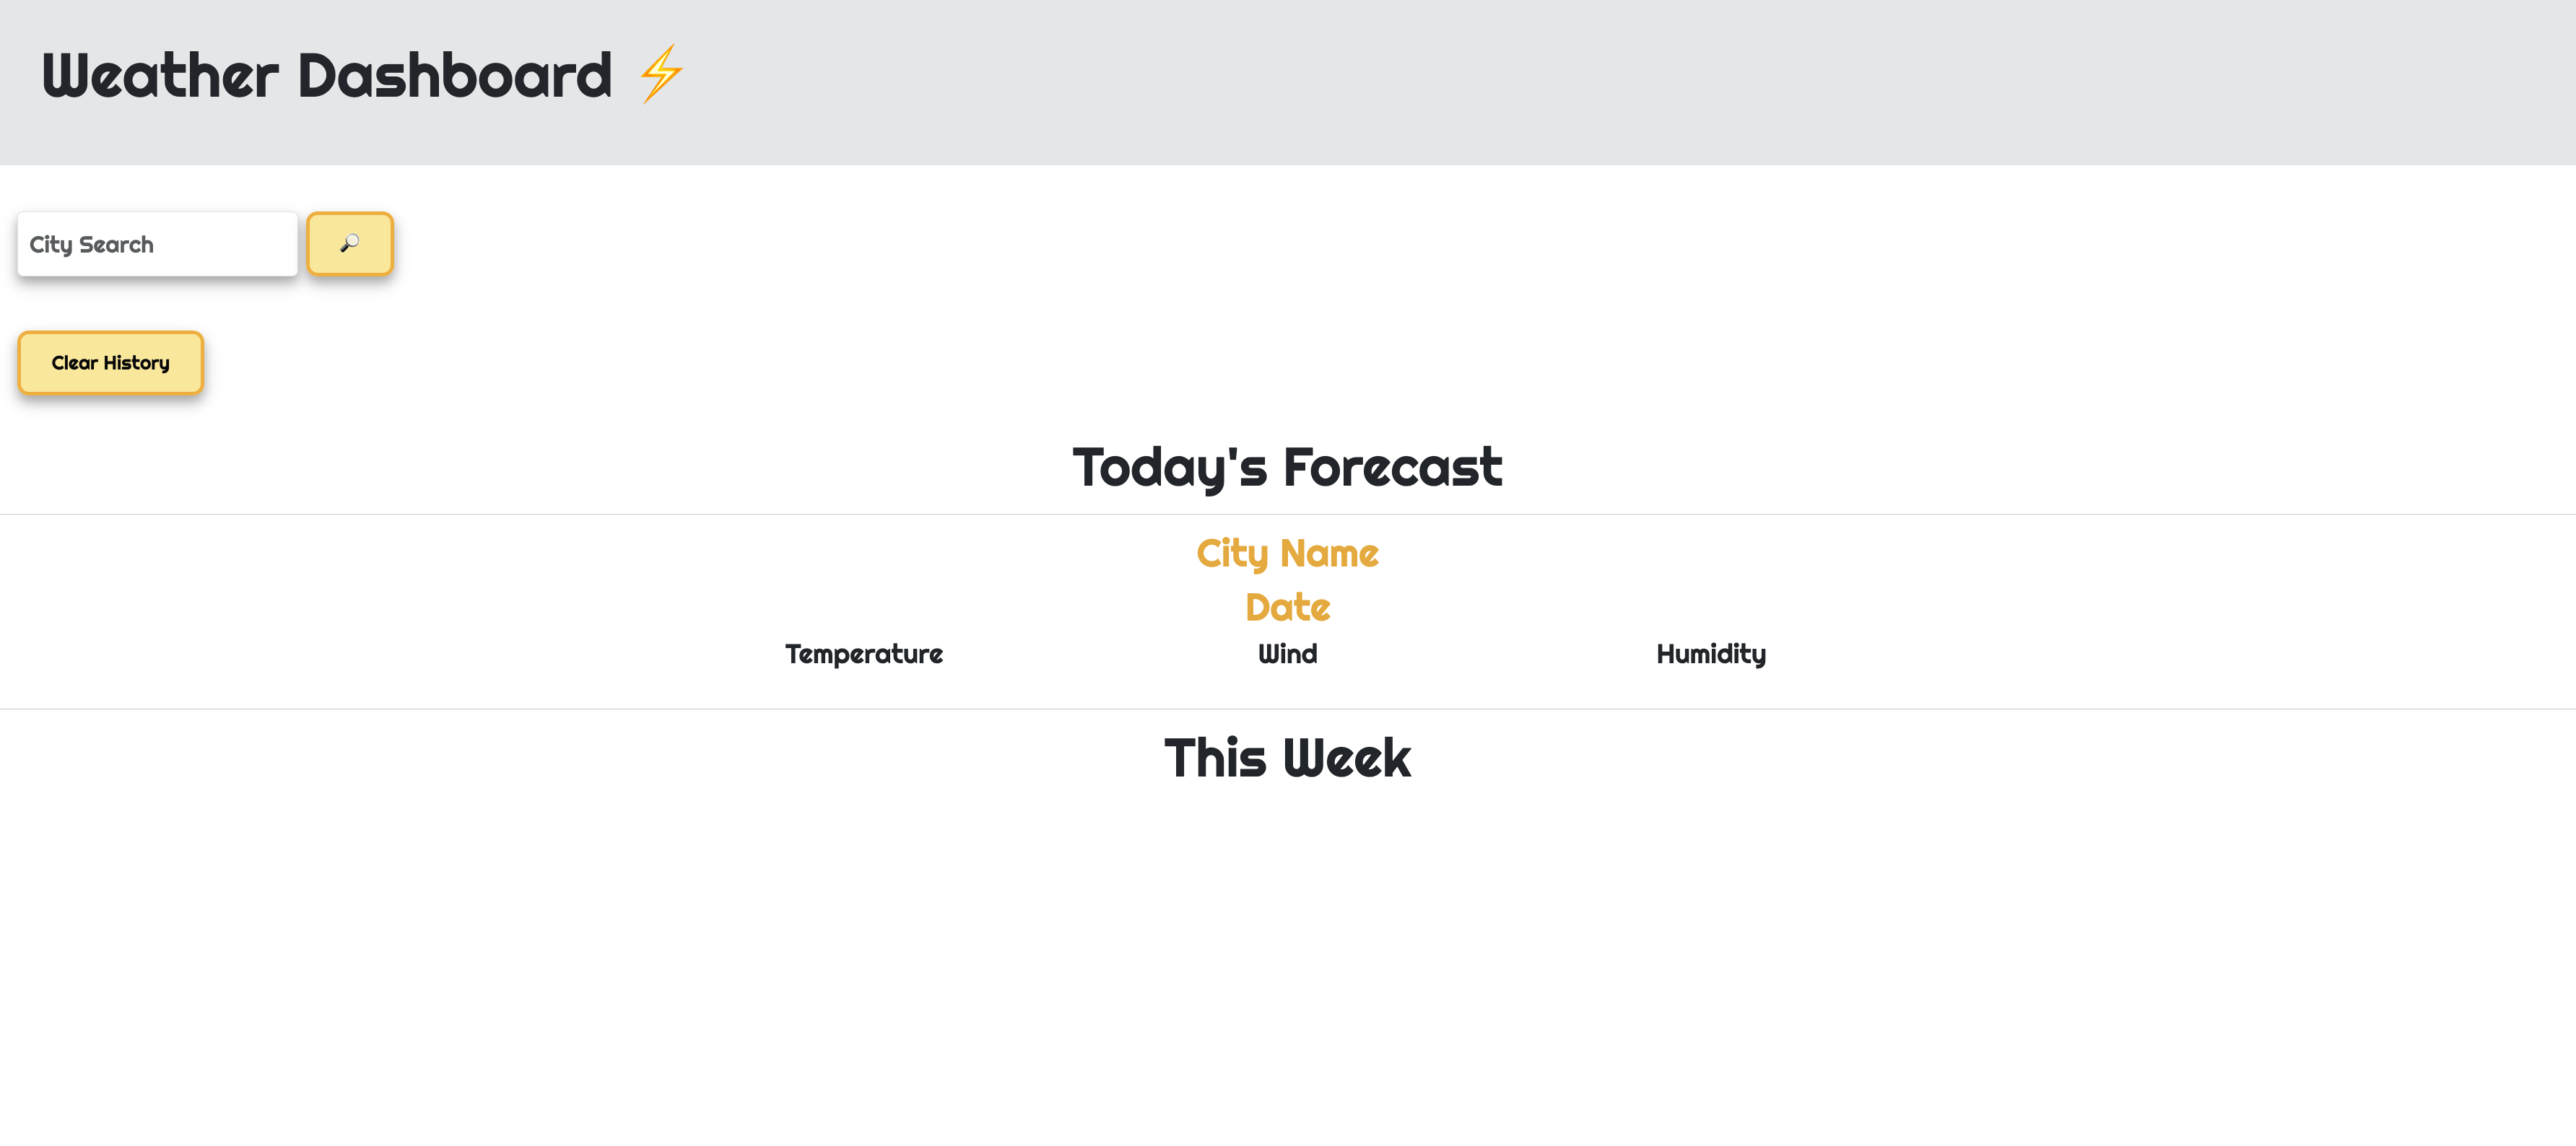 Weather Dashboard ⚡
City Search 🔎
Clear History
Today's Forecast
City Name
Date
Temperature Wind Humidity
This Week